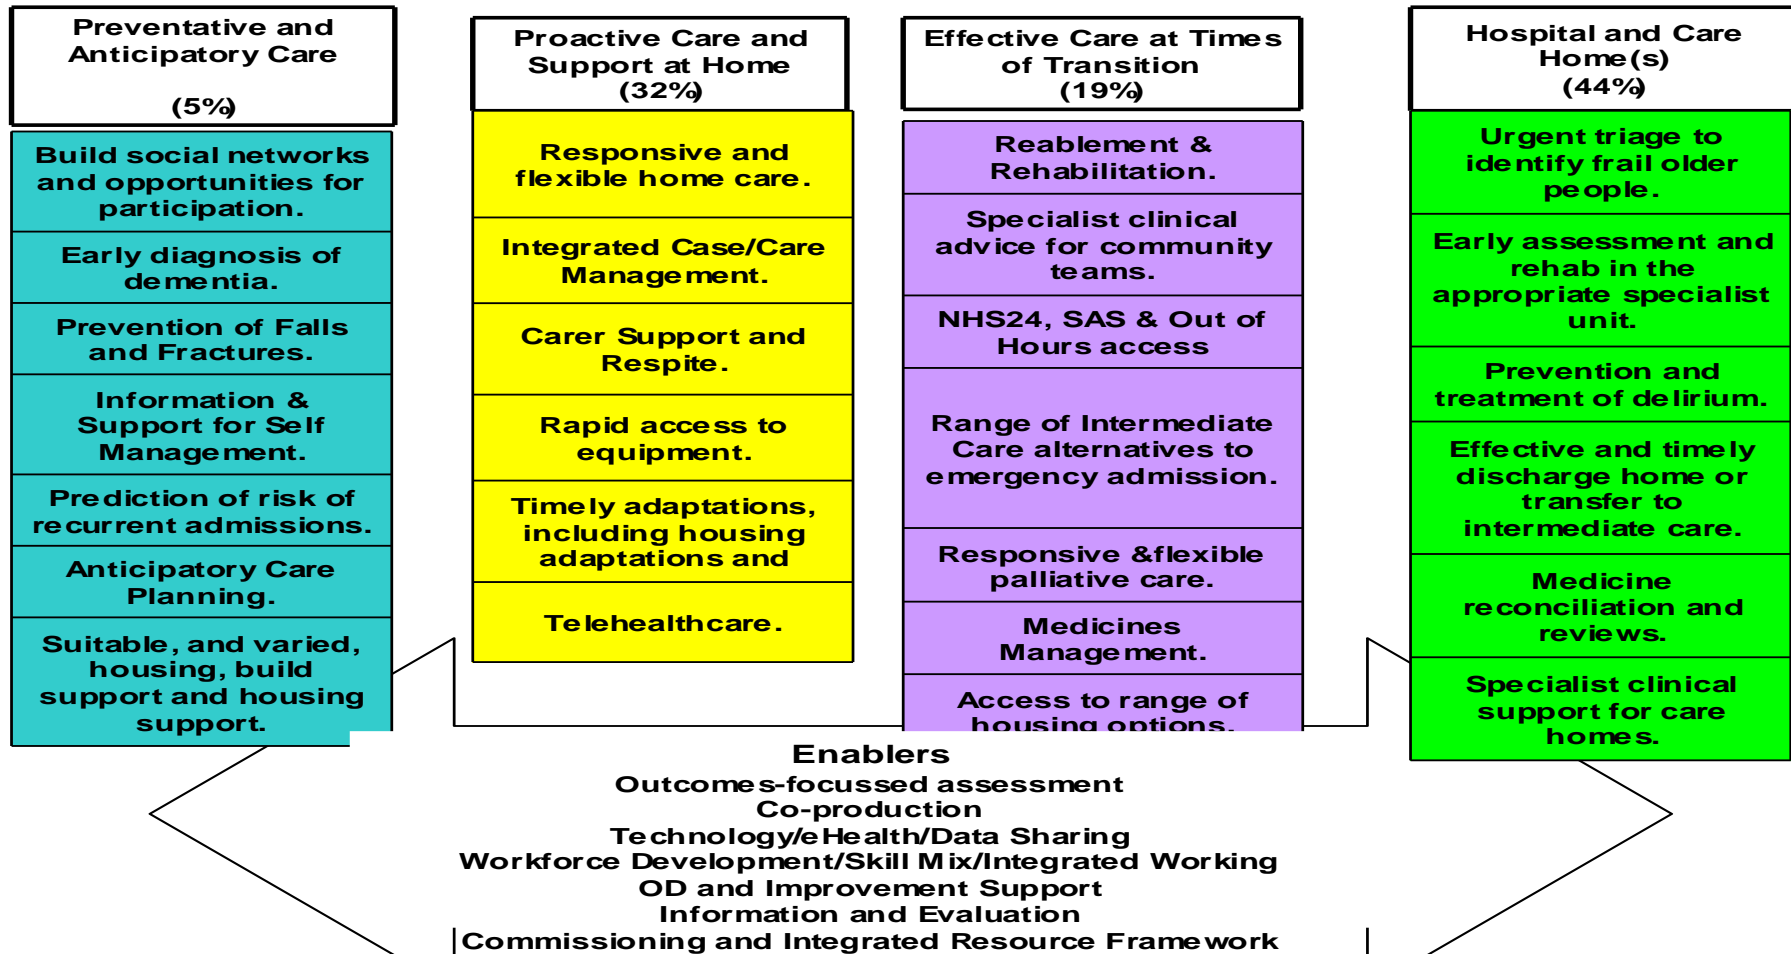 Preventative and
Anticipatory Care
(5%)
Build social networks
and opportunities for
participation.
Early diagnosis of
dementia.
Prevention of Falls
and Fractures.
Information &
Support for Self
Management.
Prediction of risk of
recurrent admissions.
Anticipatory Care
Planning.
Suitable, and varied,
housing, build
support and housing
support.
Proactive Care and
Support at Home
(32%)
Responsive and
flexible home care.
Integrated Case/Care
Management.
Carer Support and
Respite.
Rapid access to
equipment.
Timely adaptations,
including housing
adaptations and
Telehealthcare.
Effective Care at Times
of Transition
(19%)
Reablement &
Rehabilitation.
Specialist clinical
advice for community
teams.
NHS24, SAS & Out of
Hours access
Range of Intermediate
Care alternatives to
emergency admission.
Responsive &flexible
palliative care.
Medicines
Management.
Access to range of
housing options.
Hospital and Care
Home(s)
(44%)
Urgent triage to
identify frail older
people.
Early assessment and
rehab in the
appropriate specialist
unit.
Prevention and
treatment of delirium.
Effective and timely
discharge home or
transfer to
intermediate care.
Medicine
reconciliation and
reviews.
Specialist clinical
support for care
homes.
Enablers
Outcomes-focussed assessment
Co-production
Technology/eHealth/Data Sharing
Workforce Development/Skill Mix/Integrated Working
OD and Improvement Support
Information and Evaluation
Commissioning and Integrated Resource Framework